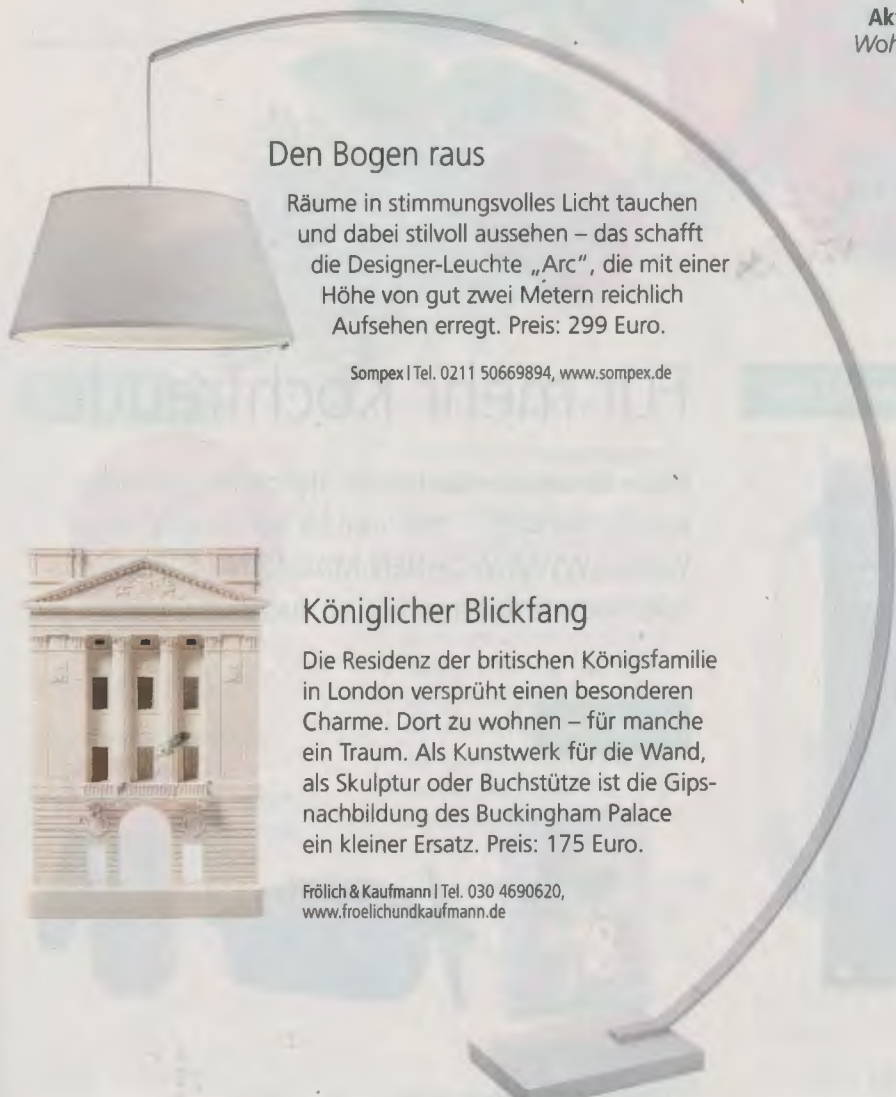 Den Bogen raus
Räume in stimmungsvolles Licht tauchen
und dabei stilvoll aussehen – das schafft
die Designer-Leuchte „Arc“, die mit einer
Höhe von gut zwei Metern reichlich
Aufsehen erregt. Preis: 299 Euro.
Sompex | Tel. 0211 50669894, www.sompex.de
Königlicher Blickfang
Die Residenz der britischen Königsfamilie
in London versprüht einen besonderen
Charme. Dort zu wohnen – für manche
ein Traum. Als Kunstwerk für die Wand,
als Skulptur oder Buchstütze ist die Gips-
nachbildung des Buckingham Palace
ein kleiner Ersatz. Preis: 175 Euro.
Frölich & Kaufmann | Tel. 030 4690620,
www.froelichundkaufmann.de